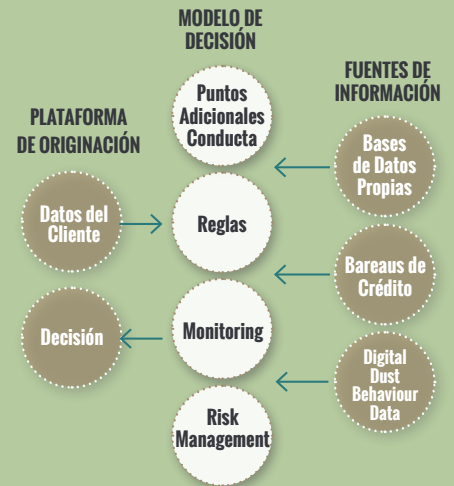 MODELO DE
DECISIÓN
PLATAFORMA
DE ORIGINACIÓN
FUENTES DE
INFORMACIÓN
Puntos
Adicionales
Conducta
Datos del
Cliente
Reglas
Bases
de Datos
Propias
Decisión
Monitoring
Bareaus de
Crédito
Risk
Management
Digital
Dust
Behaviour
Data